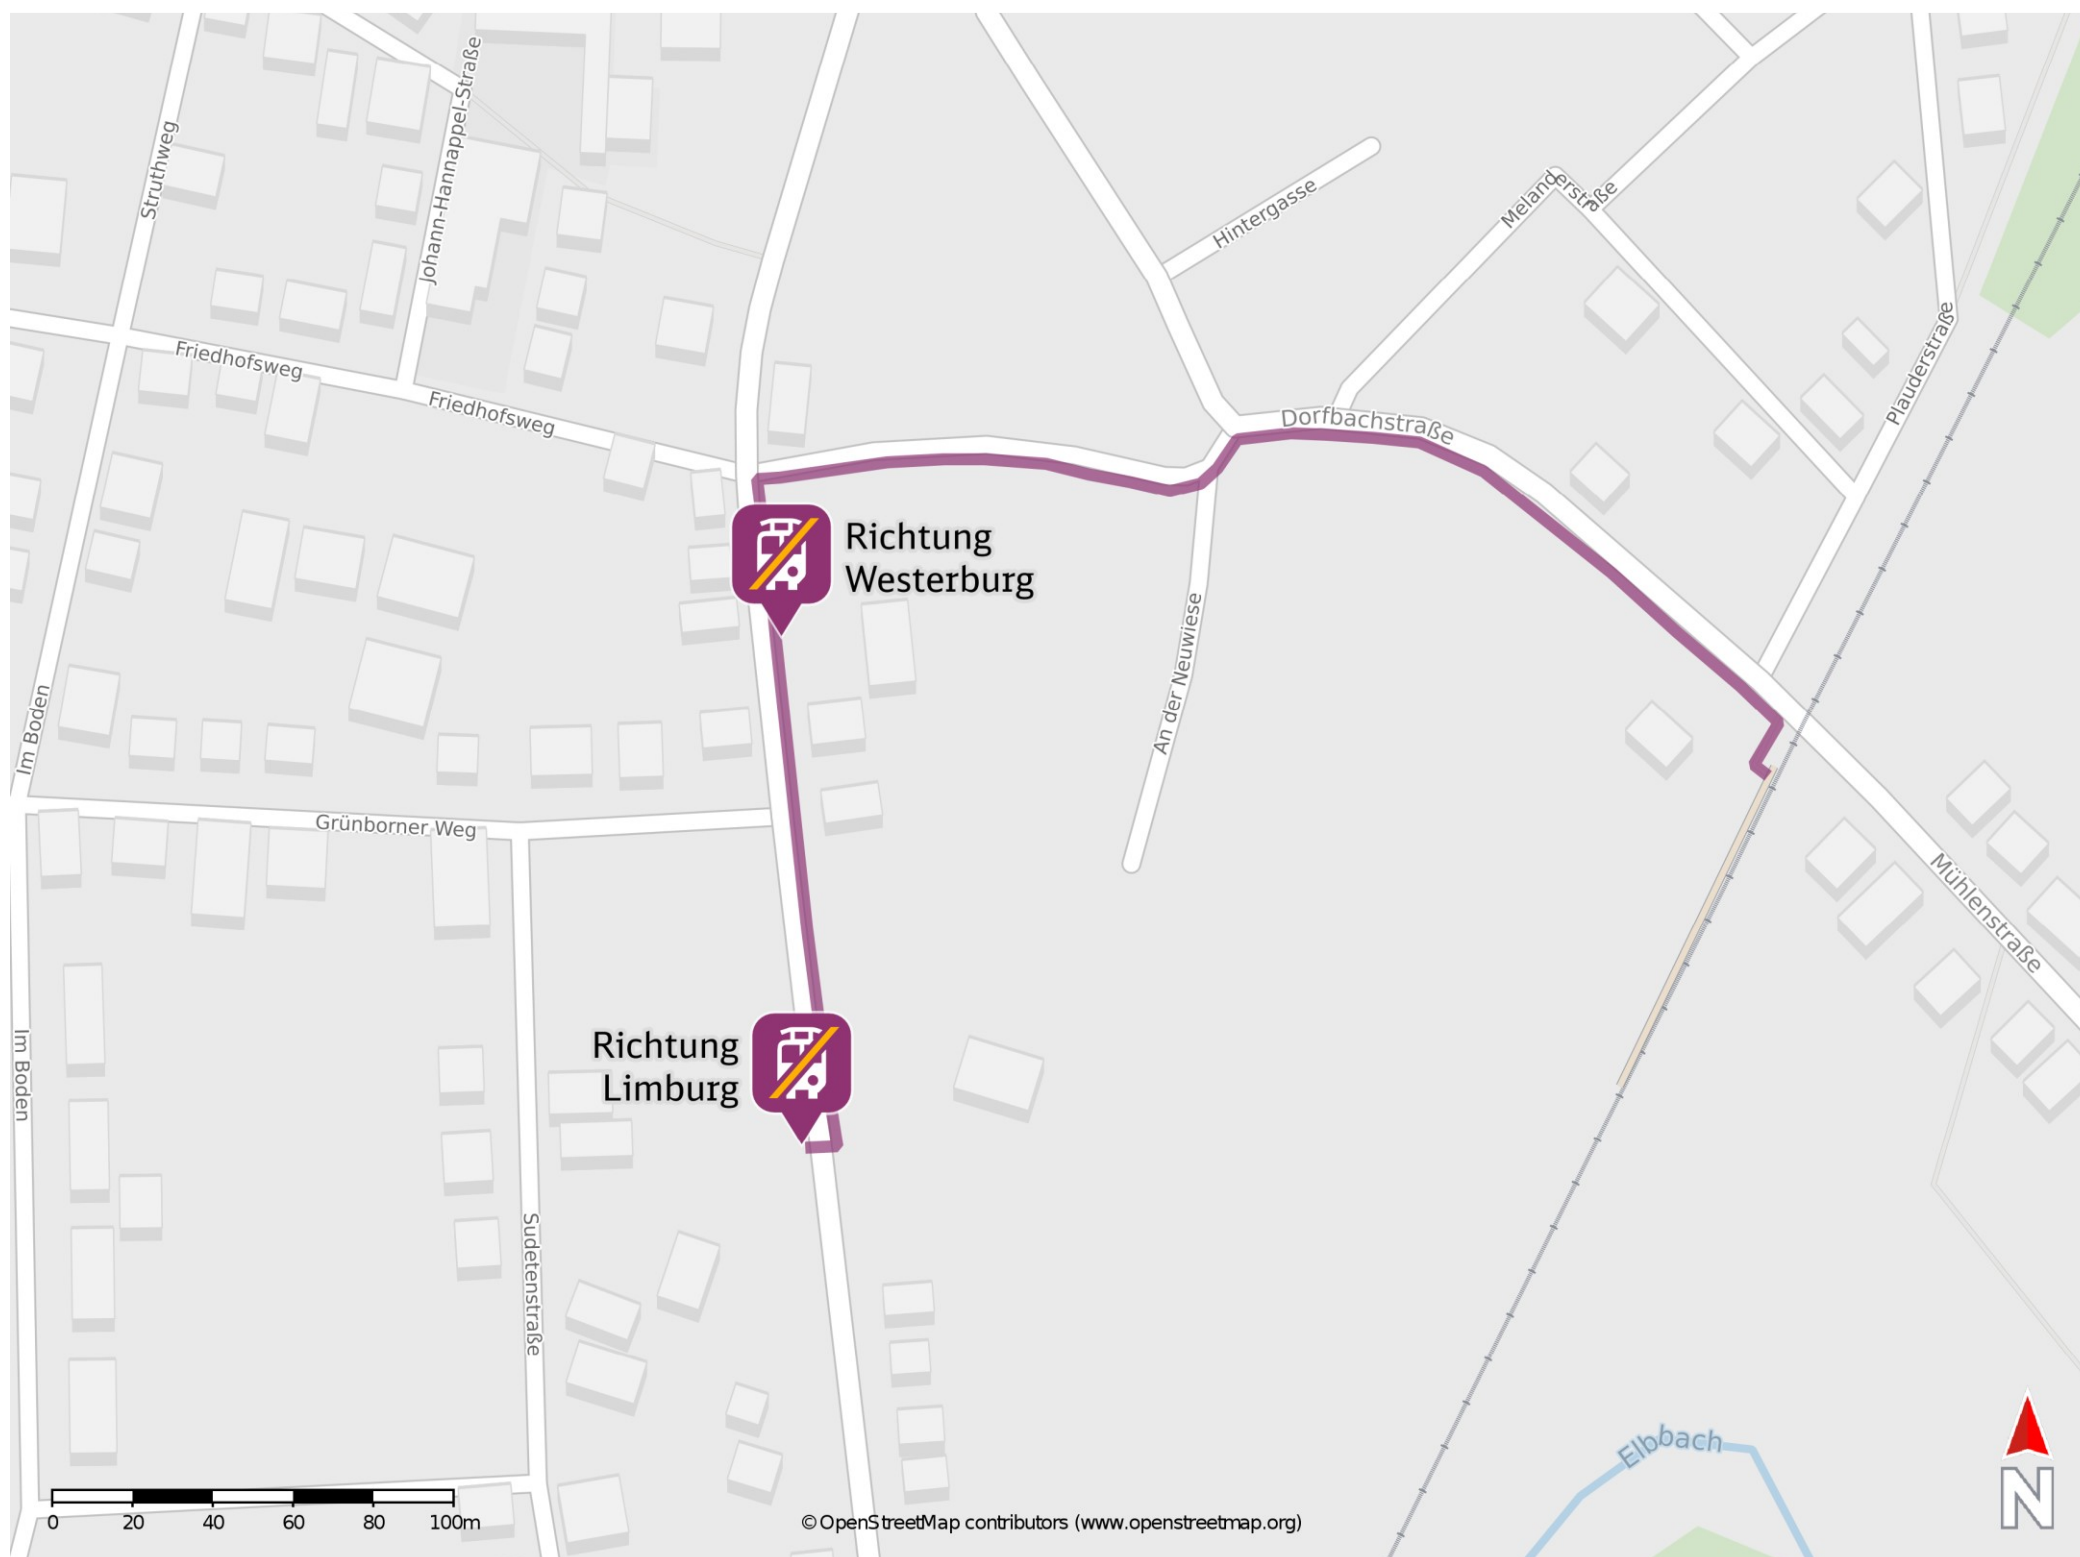 Johann-Hannappel-Straße
Struthweg
Hintergasse
Melanderstraße
Plauderstraße
Friedhofsweg
Friedhofsweg
Dorfbachstraße
Richtung
Westerburg
An der Neuwiese
Im Boden
Grünborner Weg
Mühlenstraße
Richtung
Limburg
Im Boden
Sudetenstraße
Elbbach
N
0 20 40 60 80 100m
© OpenStreetMap contributors (www.openstreetmap.org)